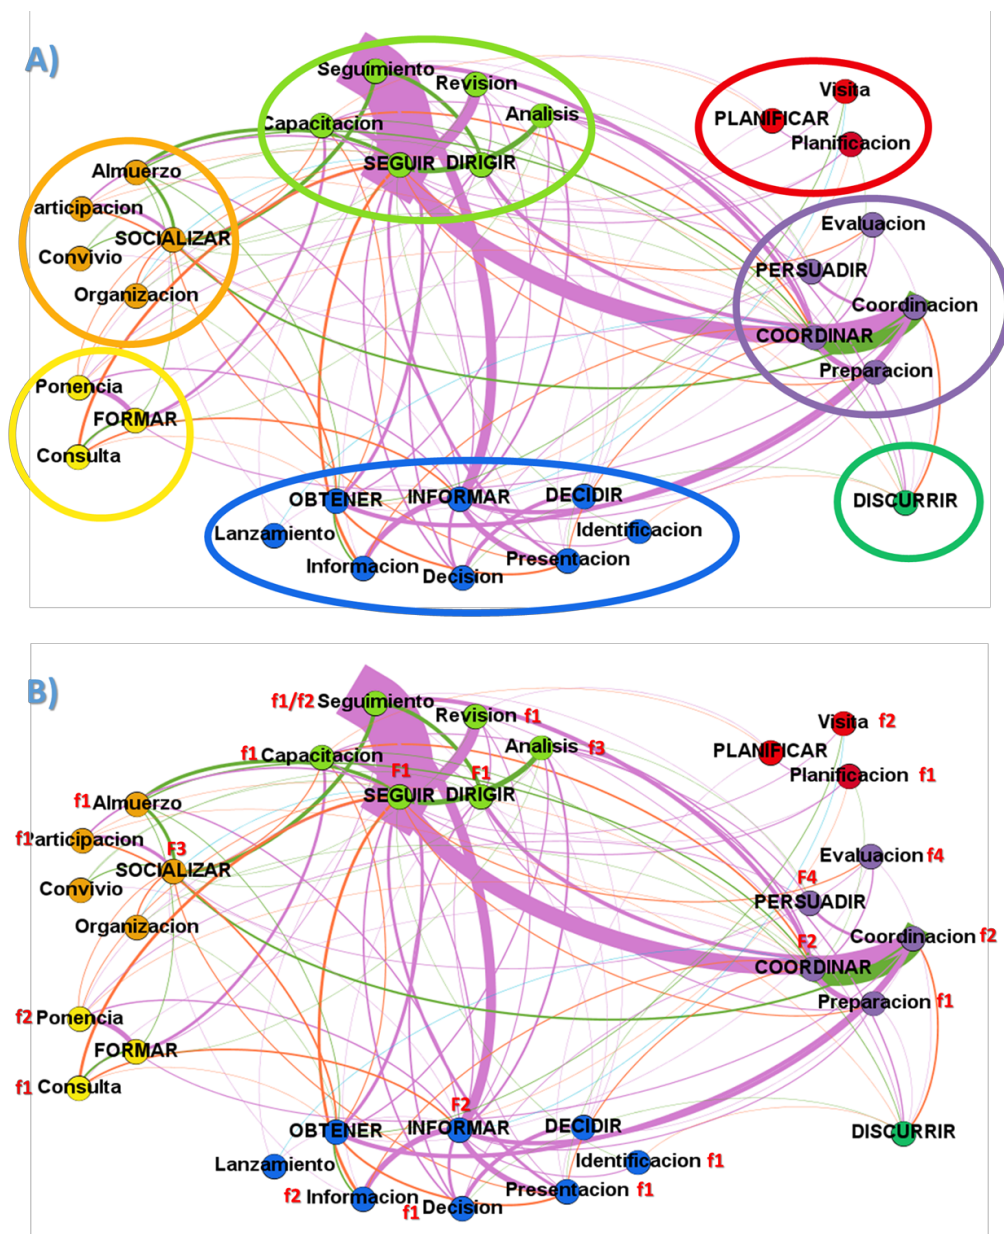 A)
Seguimiento
Revision
Visita
Capacitacion
Analisis
PLANIFICAR
Planificacion
SEGUIR
DIRIGIR
Almuerzo
articipacion
SOCIALIZAR
Convivio
Organizacion
Evaluacion
PERSUADIR
Coordinacion
COORDINAR
Preparacion
Ponencia
FORMAR
Consulta
OBTENER
INFORMAR
DECIDIR
DISCURRIR
Lanzamiento
Identificacion
Informacion
Decision
Presentacion
B)
f1/f2 Seguimiento
Revision f1
Visita f2
f1 Capacitacion
Analisis f3
PLANIFICAR
Planificacion f1
F1
SEGUIR
F1
DIRIGIR
f1 Almuerzo
f1 articipacion
F3
SOCIALIZAR
Convivio
Organizacion
Evaluacion f4
F4
PERSUADIR
Coordinacion f2
F2
COORDINAR
Preparacion f1
f2 Ponencia
FORMAR
f1 Consulta
OBTENER
F2
INFORMAR
DECIDIR
DISCURRIR
Lanzamiento
Identificacion f1
f2 Informacion
f1 Decision
Presentacion f1